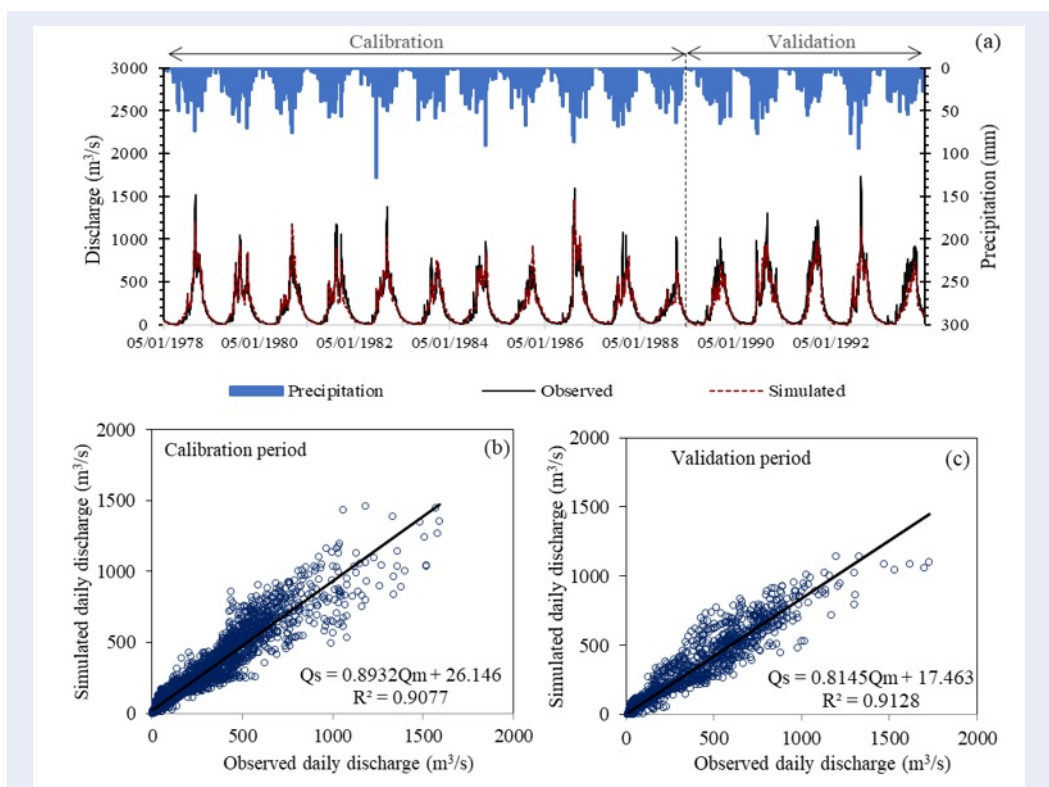 Calibration
Validation
(a)
3000
2500
2000
1500
1000
500
0
Discharge (m³/s)
0
50
100
150
200
250
300
Precipitation (mm)
05/01/1978
05/01/1980
05/01/1982
05/01/1984
05/01/1986
05/01/1988
05/01/1990
05/01/1992
Precipitation
Observed
Simulated
2000
1500
1000
500
0
Simulated daily discharge (m³/s)
Calibration period
(b)
Qs = 0.8932Qm + 26.146
R² = 0.9077
0
500
1000
1500
2000
Observed daily discharge (m³/s)
2000
1500
1000
500
0
Simulated daily discharge (m³/s)
Validation period
(c)
Qs = 0.8145Qm + 17.463
R² = 0.9128
0
500
1000
1500
2000
Observed daily discharge (m³/s)